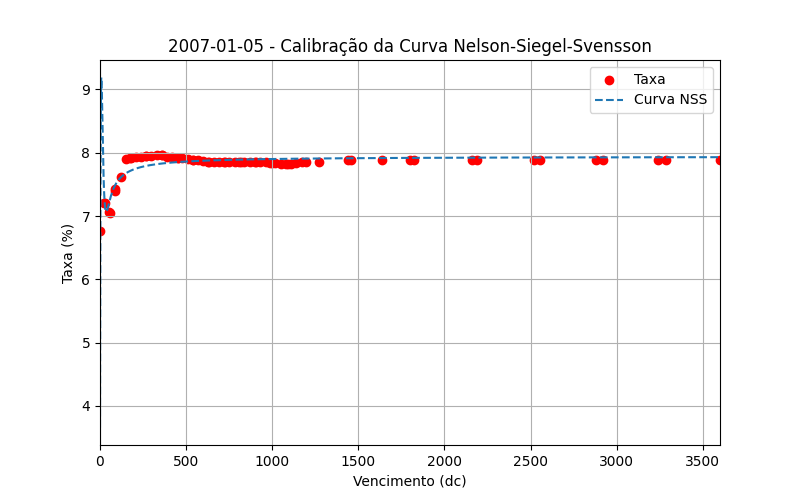 2007-01-05 - Calibração da Curva Nelson-Siegel-Svensson
Taxa
Curva NSS
9
8
7
6
5
4
Taxa (%)
0 500 1000 1500 2000 2500 3000 3500
Vencimento (dc)